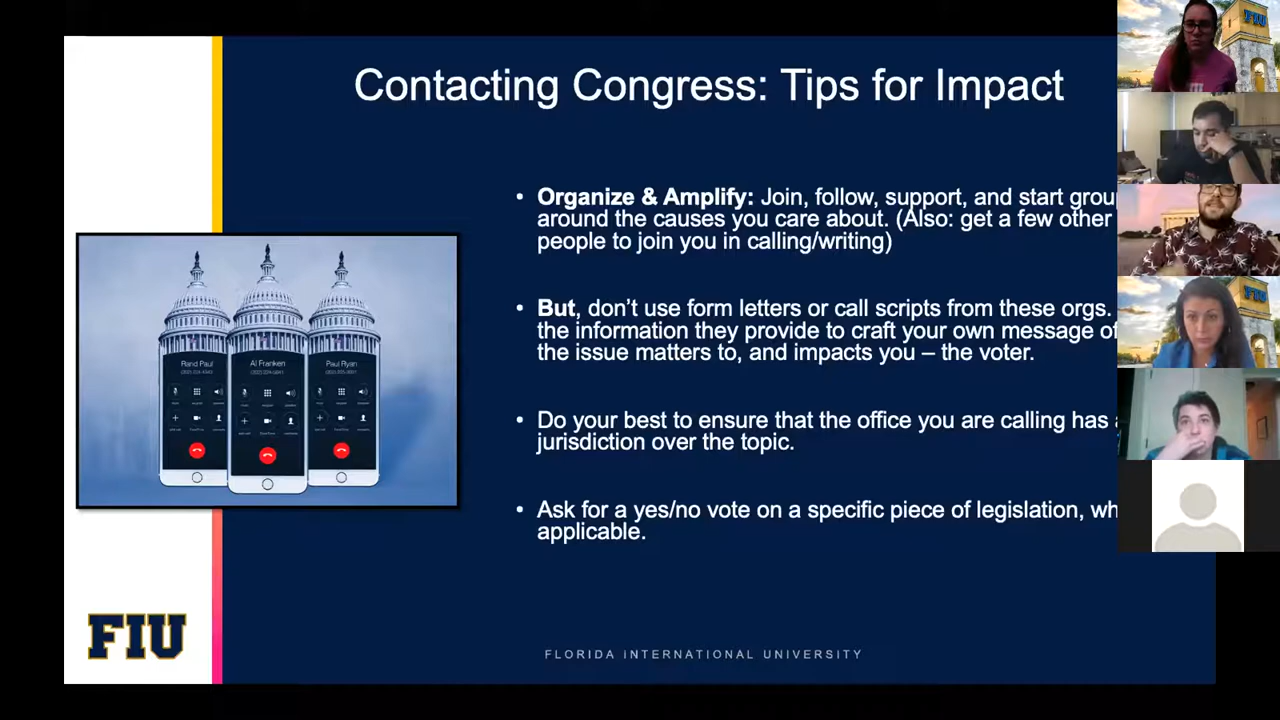 Contacting Congress: Tips for Impact
• Organize & Amplify: Join, follow, support, and start
around the causes you care about. (Also: get a few other
people to join you in calling/writing)
• But, don’t use form letters or call scripts from these orgs.
the information they provide to craft your own message
the issue matters to, and impacts you – the voter.
• Do your best to ensure that the office you are calling has
jurisdiction over the topic.
• Ask for a yes/no vote on a specific piece of legislation,
applicable.
Rand Paul
Al Franken
Paul Ryan
FIU
FLORIDA INTERNATIONAL UNIVERSITY
FIU
FIU